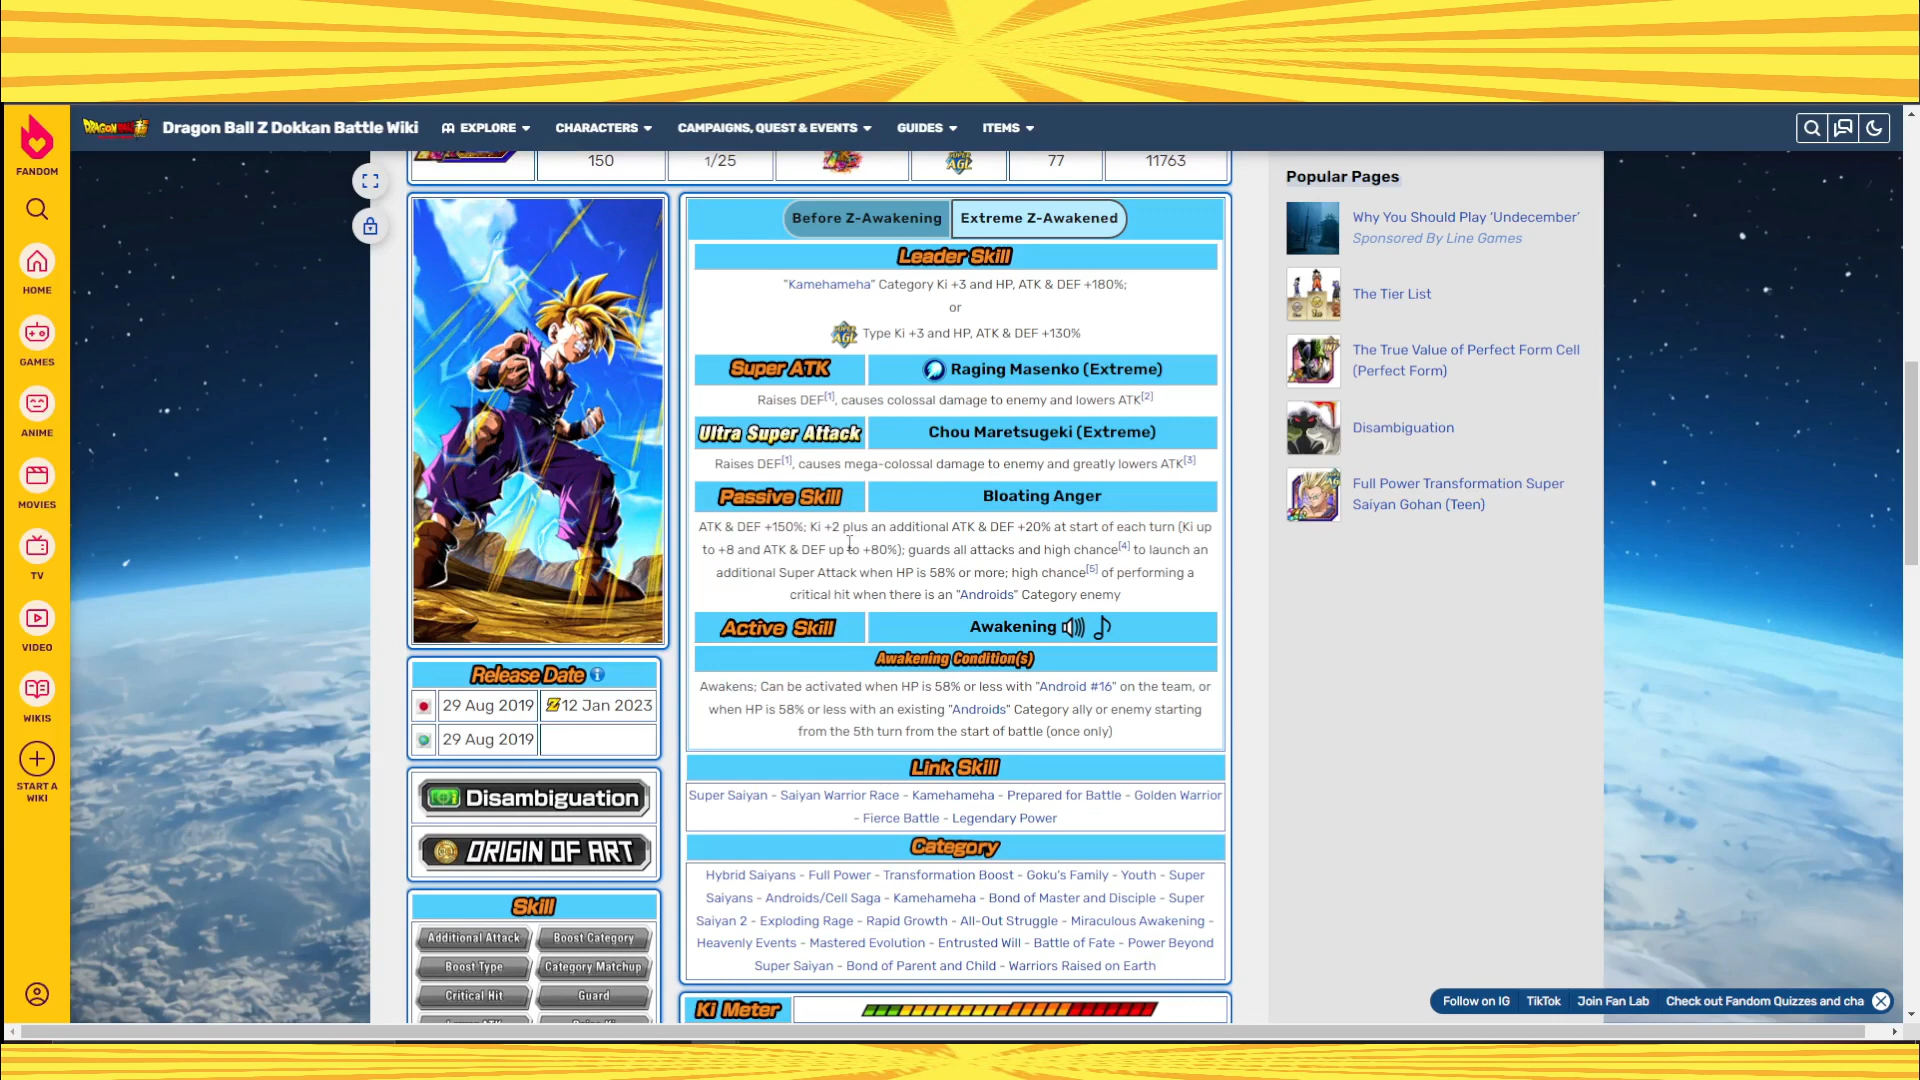 FANDOM
HOME
GAMES
ANIME
MOVIES
TV
VIDEO
WIKIS
START A
WIKI
Dragon Ball Z Dokkan Battle Wiki
EXPLORE
CHARACTERS
CAMPAIGNS, QUEST & EVENTS
GUIDES
ITEMS
150
1/25
SUPER AGL
77
11763
Before Z-Awakening
Extreme Z-Awakened
Leader Skill
"Kamehameha" Category Ki +3 and HP, ATK & DEF +180%;
or
SUPER AGL Type Ki +3 and HP, ATK & DEF +130%
Super ATK
Raging Masenko (Extreme)
Raises DEF[1], causes colossal damage to enemy and lowers ATK[2]
Ultra Super Attack
Chou Maretsugeki (Extreme)
Raises DEF[1], causes mega-colossal damage to enemy and greatly lowers ATK[3]
Passive Skill
Bloating Anger
ATK & DEF +150%; Ki +2 plus an additional ATK & DEF +20% at start of each turn (Ki up
to +8 and ATK & DEF up to +80%); guards all attacks and high chance[4] to launch an
additional Super Attack when HP is 58% or more; high chance[5] of performing a
critical hit when there is an "Androids" Category enemy
Active Skill
Awakening
Awakening Condition(s)
Awakens; Can be activated when HP is 58% or less with "Android #16" on the team, or
when HP is 58% or less with an existing "Androids" Category ally or enemy starting
from the 5th turn from the start of battle (once only)
Link Skill
Super Saiyan - Saiyan Warrior Race - Kamehameha - Prepared for Battle - Golden Warrior
- Fierce Battle - Legendary Power
Category
Hybrid Saiyans - Full Power - Transformation Boost - Goku's Family - Youth - Super
Saiyans - Androids/Cell Saga - Kamehameha - Bond of Master and Disciple - Super
Saiyan 2 - Exploding Rage - Rapid Growth - All-Out Struggle - Miraculous Awakening -
Heavenly Events - Mastered Evolution - Entrusted Will - Battle of Fate - Power Beyond
Super Saiyan - Bond of Parent and Child - Warriors Raised on Earth
Ki Meter
Release Date
29 Aug 2019
Z 12 Jan 2023
29 Aug 2019
Disambiguation
ORIGIN OF ART
Skill
Additional Attack
Boost Category
Boost Type
Category Matchup
Critical Hit
Guard
Popular Pages
Why You Should Play 'Undecember'
Sponsored By Line Games
The Tier List
The True Value of Perfect Form Cell
(Perfect Form)
Disambiguation
Full Power Transformation Super
Saiyan Gohan (Teen)
Follow on IG
TikTok
Join Fan Lab
Check out Fandom Quizzes and cha